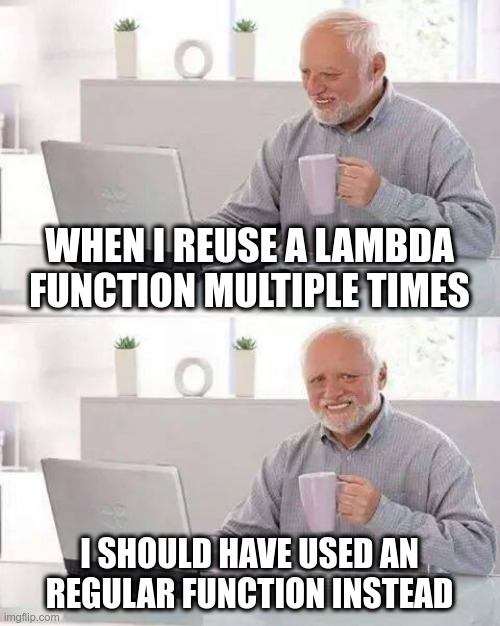 WHEN I REUSE A LAMBDA
FUNCTION MULTIPLE TIMES
I SHOULD HAVE USED AN
REGULAR FUNCTION INSTEAD
imgflip.com